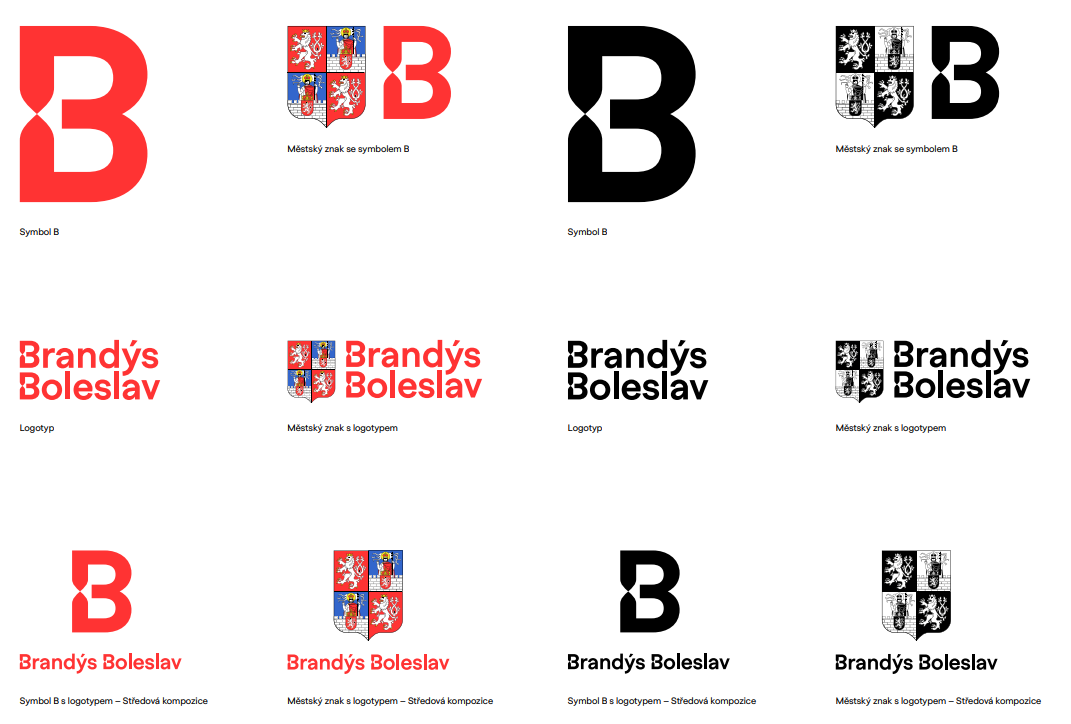 B
B
B
B
Městský znak se symbolem B
Městský znak se symbolem B
Symbol B
Symbol B
Brandýs
Boleslav
Brandýs
Boleslav
Brandýs
Boleslav
Brandýs
Boleslav
Logotyp
Městský znak s logotypem
Logotyp
Městský znak s logotypem
B
B
Brandýs Boleslav
Brandýs Boleslav
Brandýs Boleslav
Brandýs Boleslav
Symbol B s logotypem – Středová kompozice
Městský znak s logotypem – Středová kompozice
Symbol B s logotypem – Středová kompozice
Městský znak s logotypem – Středová kompozice